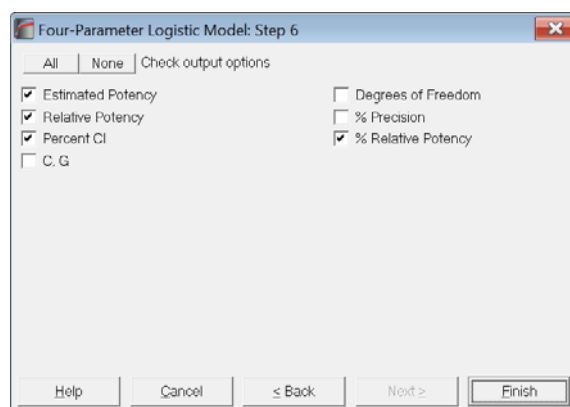 Four-Parameter Logistic Model: Step 6
All None Check output options
Estimated Potency
Relative Potency
Percent CI
C, G
Degrees of Freedom
% Precision
% Relative Potency
Help Cancel < Back Next > Finish